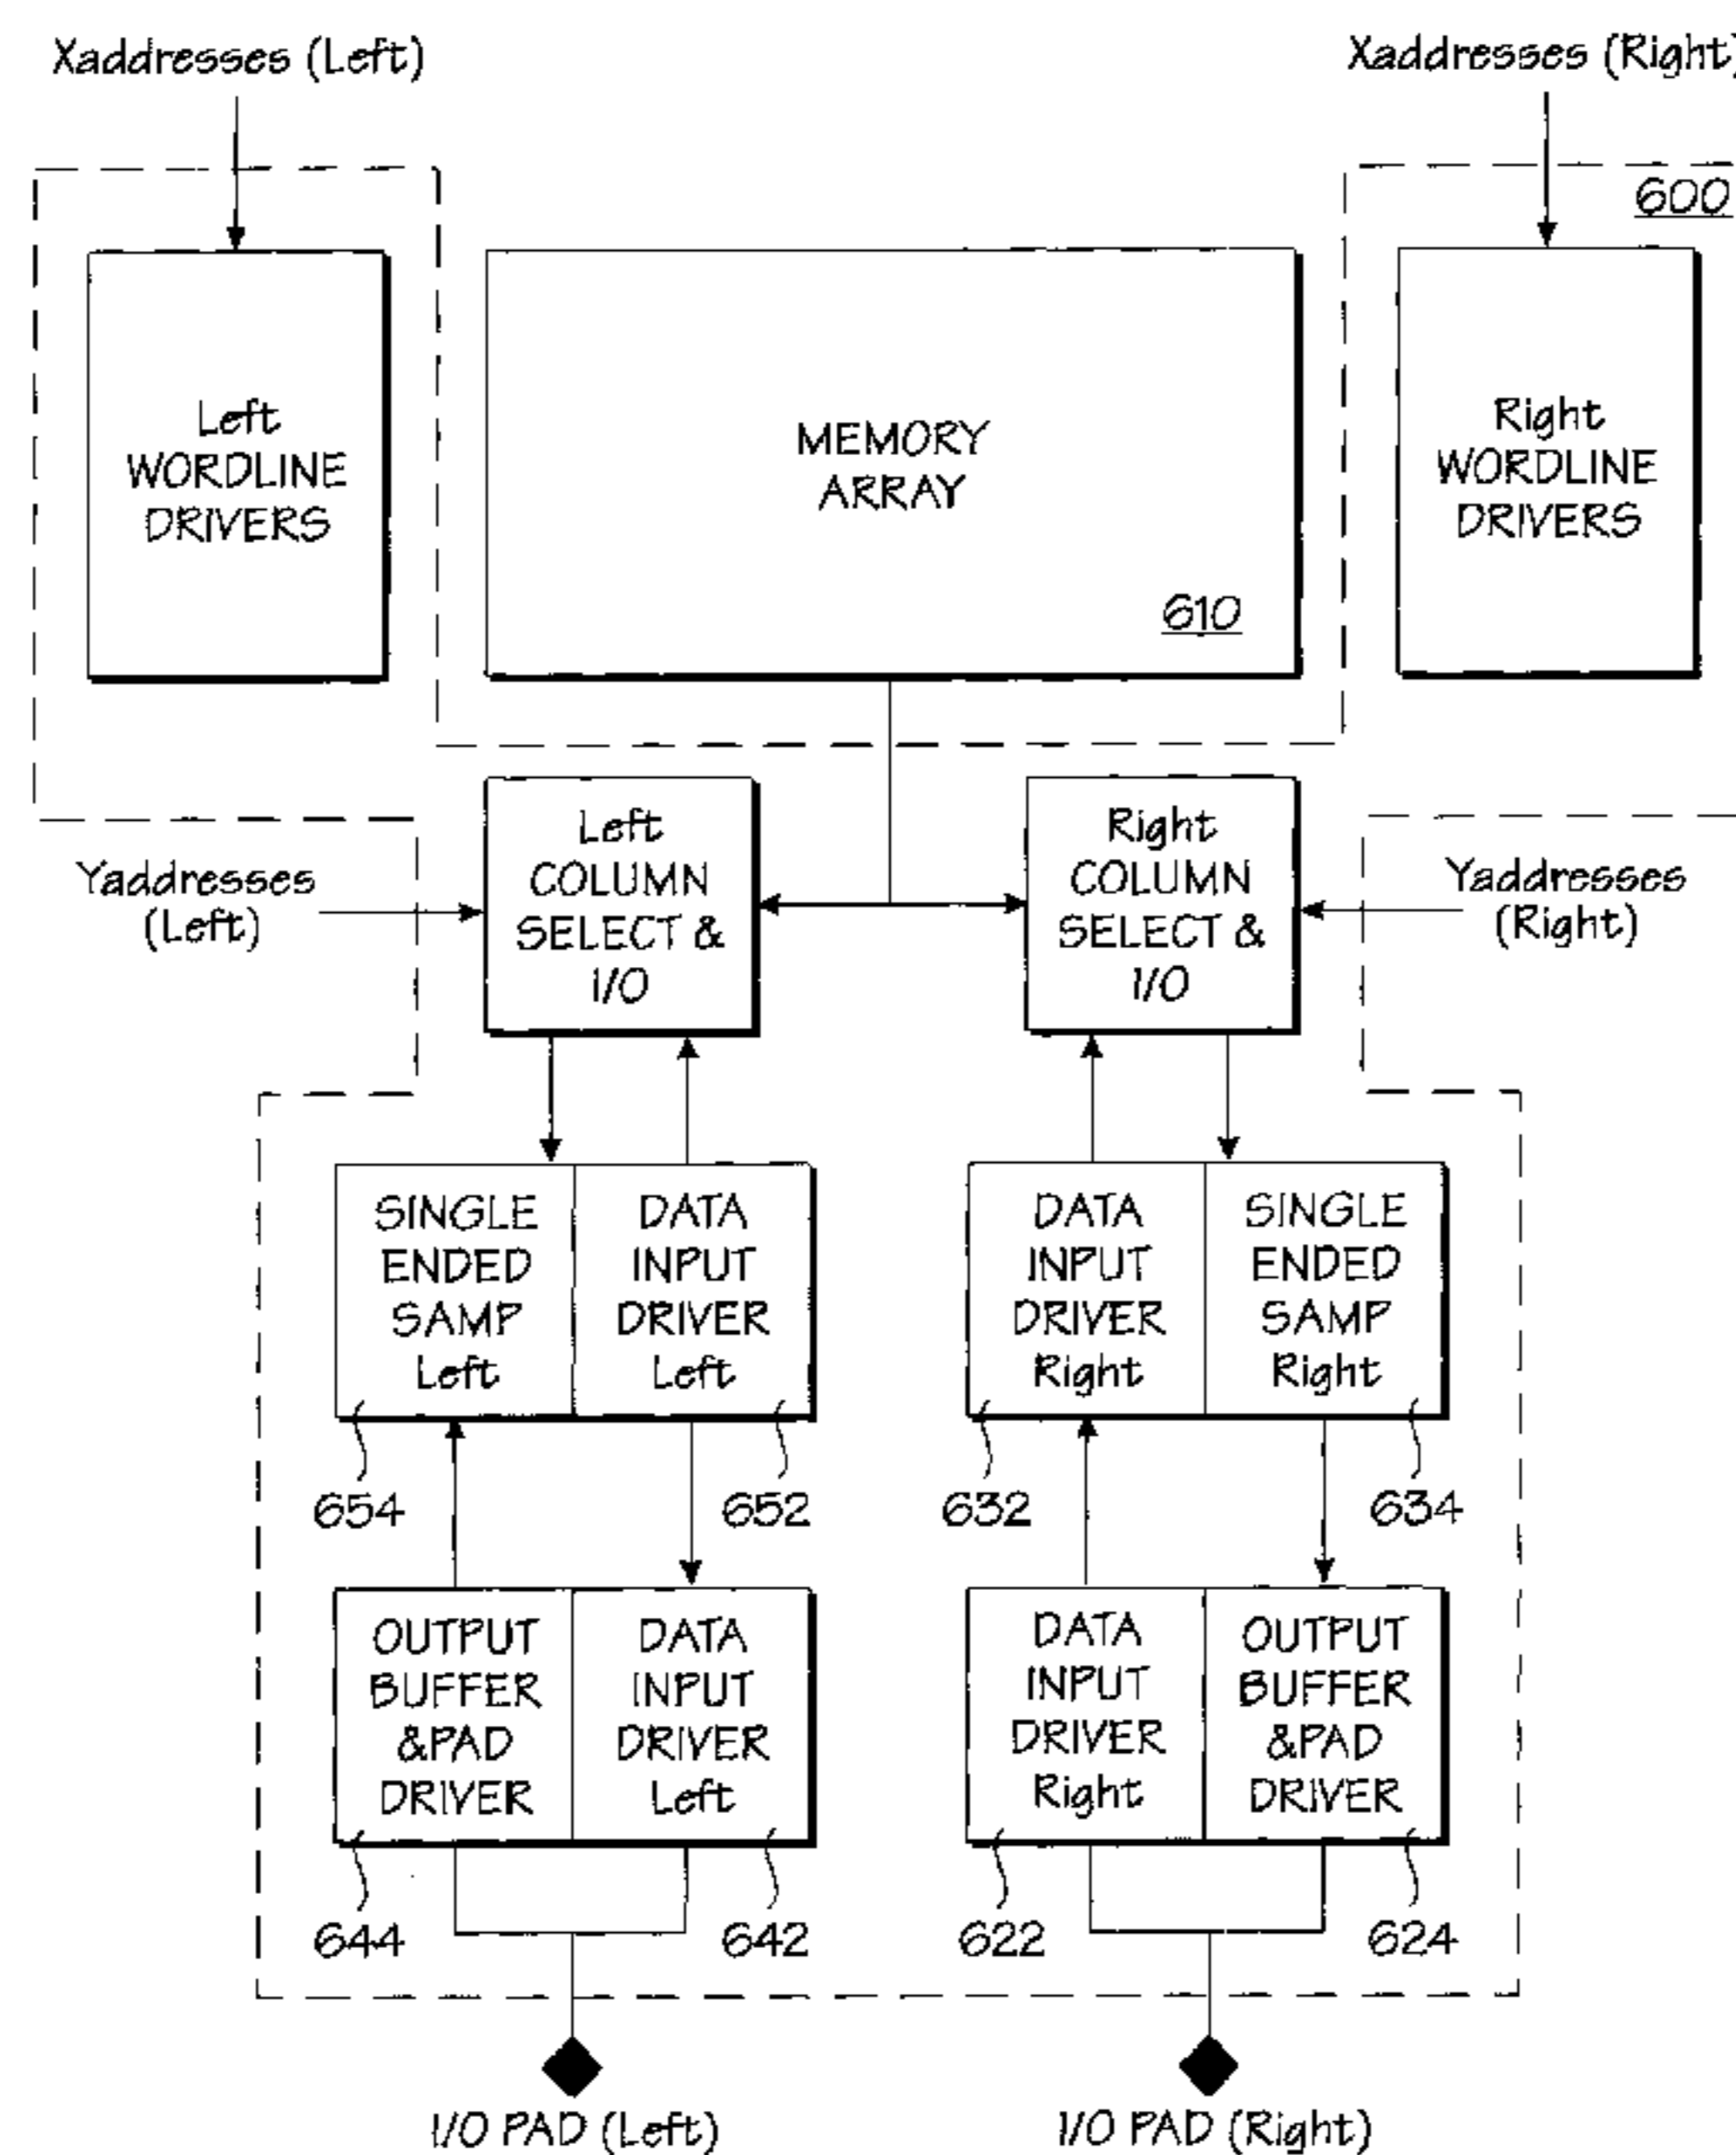 Xaddresses (Left)
Xaddresses (Right)
600
Left
WORDLINE
DRIVERS
MEMORY
ARRAY
610
Right
WORDLINE
DRIVERS
Yaddresses
(Left)
Left
COLUMN
SELECT &
I/O
Right
COLUMN
SELECT &
I/O
Yaddresses
(Right)
SINGLE
ENDED
SAMP
Left
DATA
INPUT
DRIVER
Left
DATA
INPUT
DRIVER
Right
SINGLE
ENDED
SAMP
Right
654
652
632
634
OUTPUT
BUFFER
&PAD
DRIVER
DATA
INPUT
DRIVER
Left
DATA
INPUT
DRIVER
Right
OUTPUT
BUFFER
&PAD
DRIVER
644
642
622
624
I/O PAD (Left)
I/O PAD (Right)